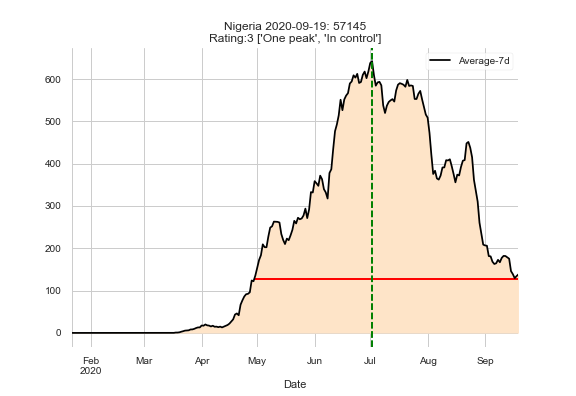 Nigeria 2020-09-19: 57145
Rating:3 ['One peak', 'In control']
Average-7d
600
500
400
300
200
100
0
Feb Mar Apr May Jun Jul Aug Sep
2020
Date